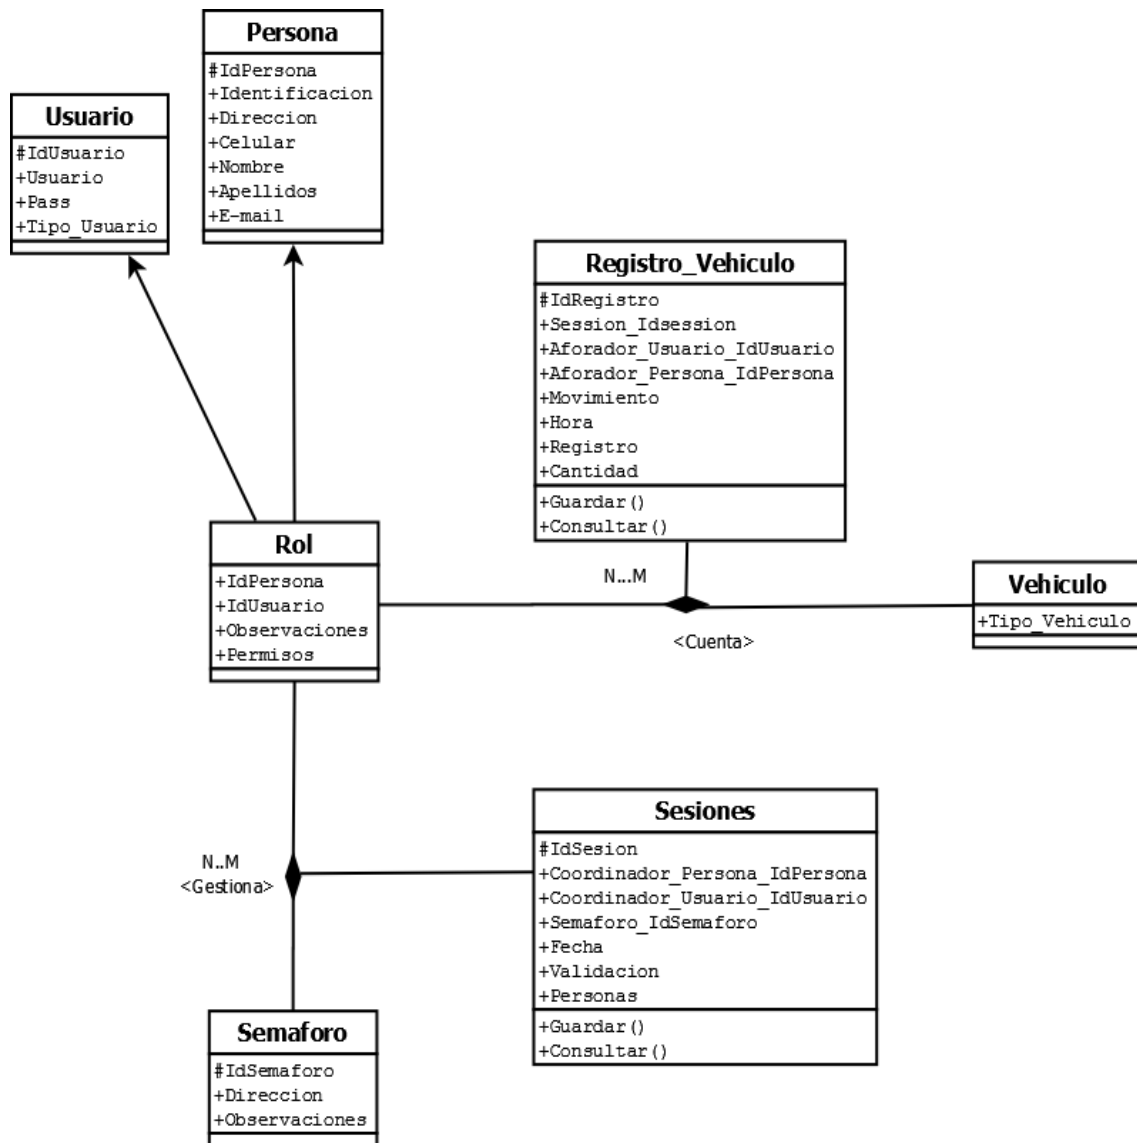 Persona
#IdPersona
+Identificacion
+Direccion
+Celular
+Nombre
+Apellidos
+E-mail
Usuario
#IdUsuario
+Usuario
+Pass
+Tipo_Usuario
Registro_Vehiculo
#IdRegistro
+Session_Idsession
+Aforador_Usuario_IdUsuario
+Aforador_Persona_IdPersona
+Movimiento
+Hora
+Registro
+Cantidad
+Guardar()
+Consultar()
Rol
+IdPersona
+IdUsuario
+Observaciones
+Permisos
N...M
<Cuenta>
Vehiculo
+Tipo_Vehiculo
Sesiones
#IdSesion
+Coordinador_Persona_IdPersona
+Coordinador_Usuario_IdUsuario
+Semaforo_IdSemaforo
+Fecha
+Validacion
+Personas
+Guardar()
+Consultar()
N..M
<Gestiona>
Semaforo
#IdSemaforo
+Direccion
+Observaciones